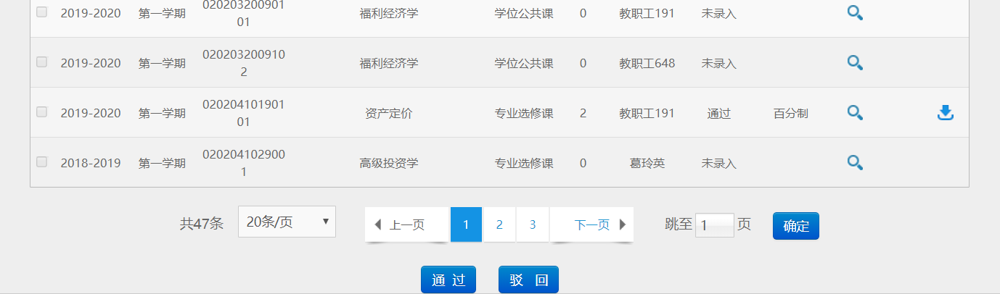 2019-2020 第一学期 02020320090101 福利经济学 学位公共课 0 教职工191 未录入
2019-2020 第一学期 0202032009102 福利经济学 学位公共课 0 教职工648 未录入
2019-2020 第一学期 02020410190101 资产定价 专业选修课 2 教职工191 通过 百分制
2018-2019 第一学期 0202041029001 高级投资学 专业选修课 0 葛玲英 未录入
共47条 20条/页 上一页 1 2 3 下一页 跳至 1 页 确定
通 过 驳 回